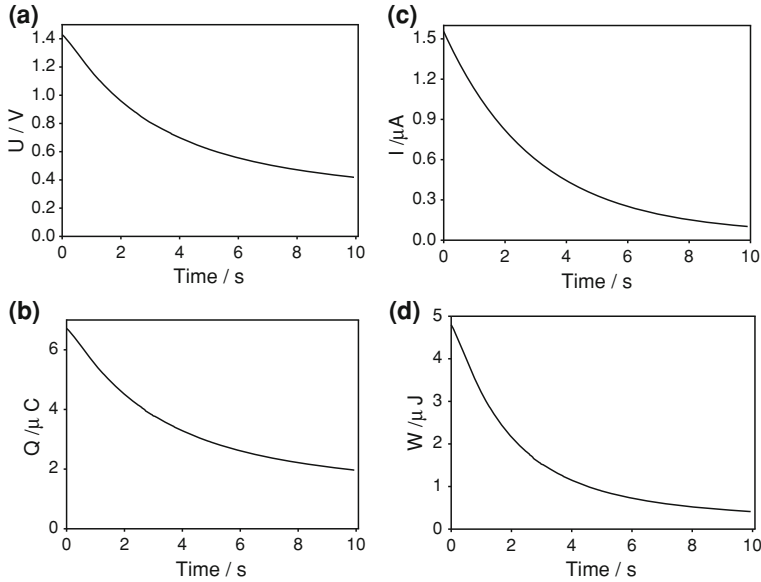 (a)
U / V
1.4
1.2
1.0
0.8
0.6
0.4
0.2
0.0
0 2 4 6 8 10
Time / s
(c)
I /μA
1.5
1.2
0.9
0.6
0.3
0.0
0 2 4 6 8 10
Time / s
(b)
Q /μ C
6
4
2
0
0 2 4 6 8 10
Time / s
(d)
W /μ J
5
4
3
2
1
0
0 2 4 6 8 10
Time / s